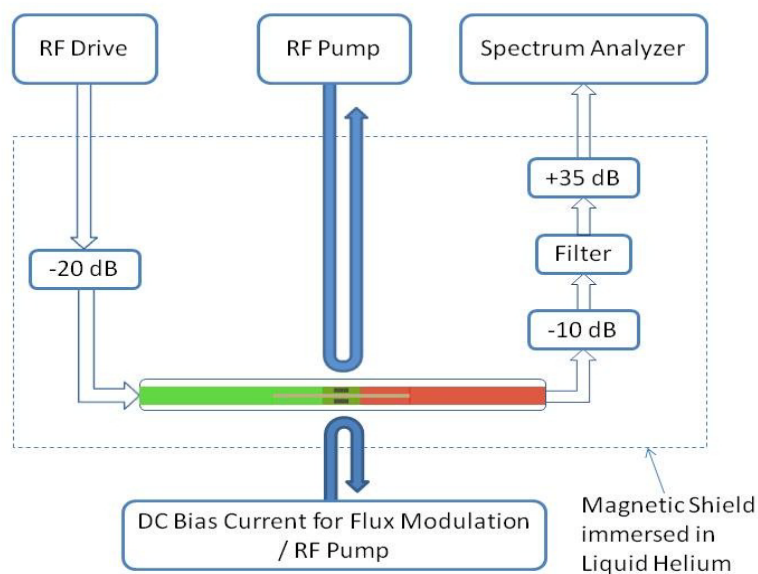 RF Drive
RF Pump
Spectrum Analyzer
+35 dB
-20 dB
Filter
-10 dB
DC Bias Current for Flux Modulation
/ RF Pump
Magnetic Shield
immersed in
Liquid Helium